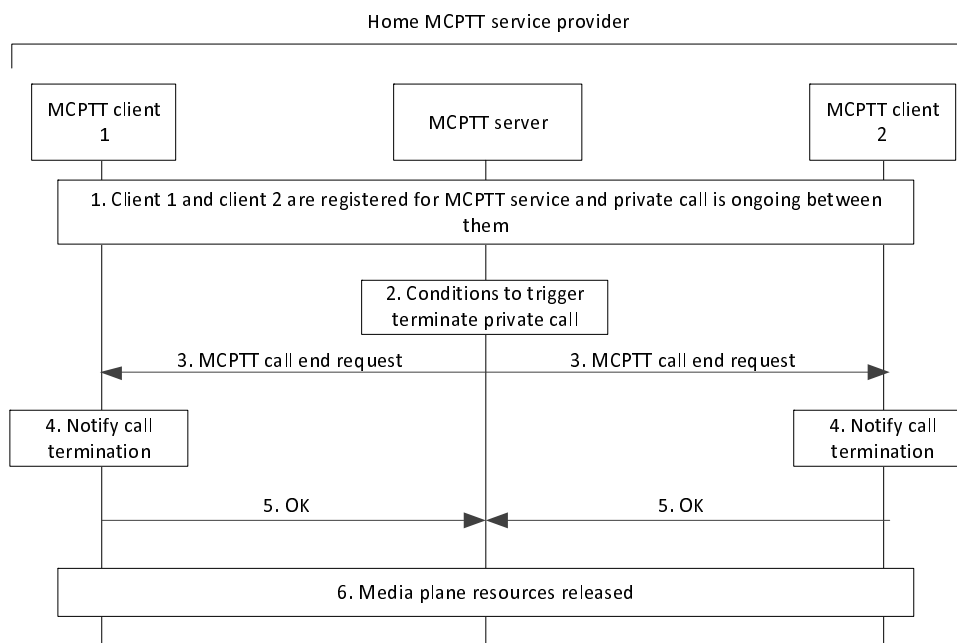 Home MCPTT service provider
MCPTT client
1
MCPTT server
MCPTT client
2
1. Client 1 and client 2 are registered for MCPTT service and private call is ongoing between
them
2. Conditions to trigger
terminate private call
3. MCPTT call end request
3. MCPTT call end request
4. Notify call
termination
4. Notify call
termination
5. OK
5. OK
6. Media plane resources released